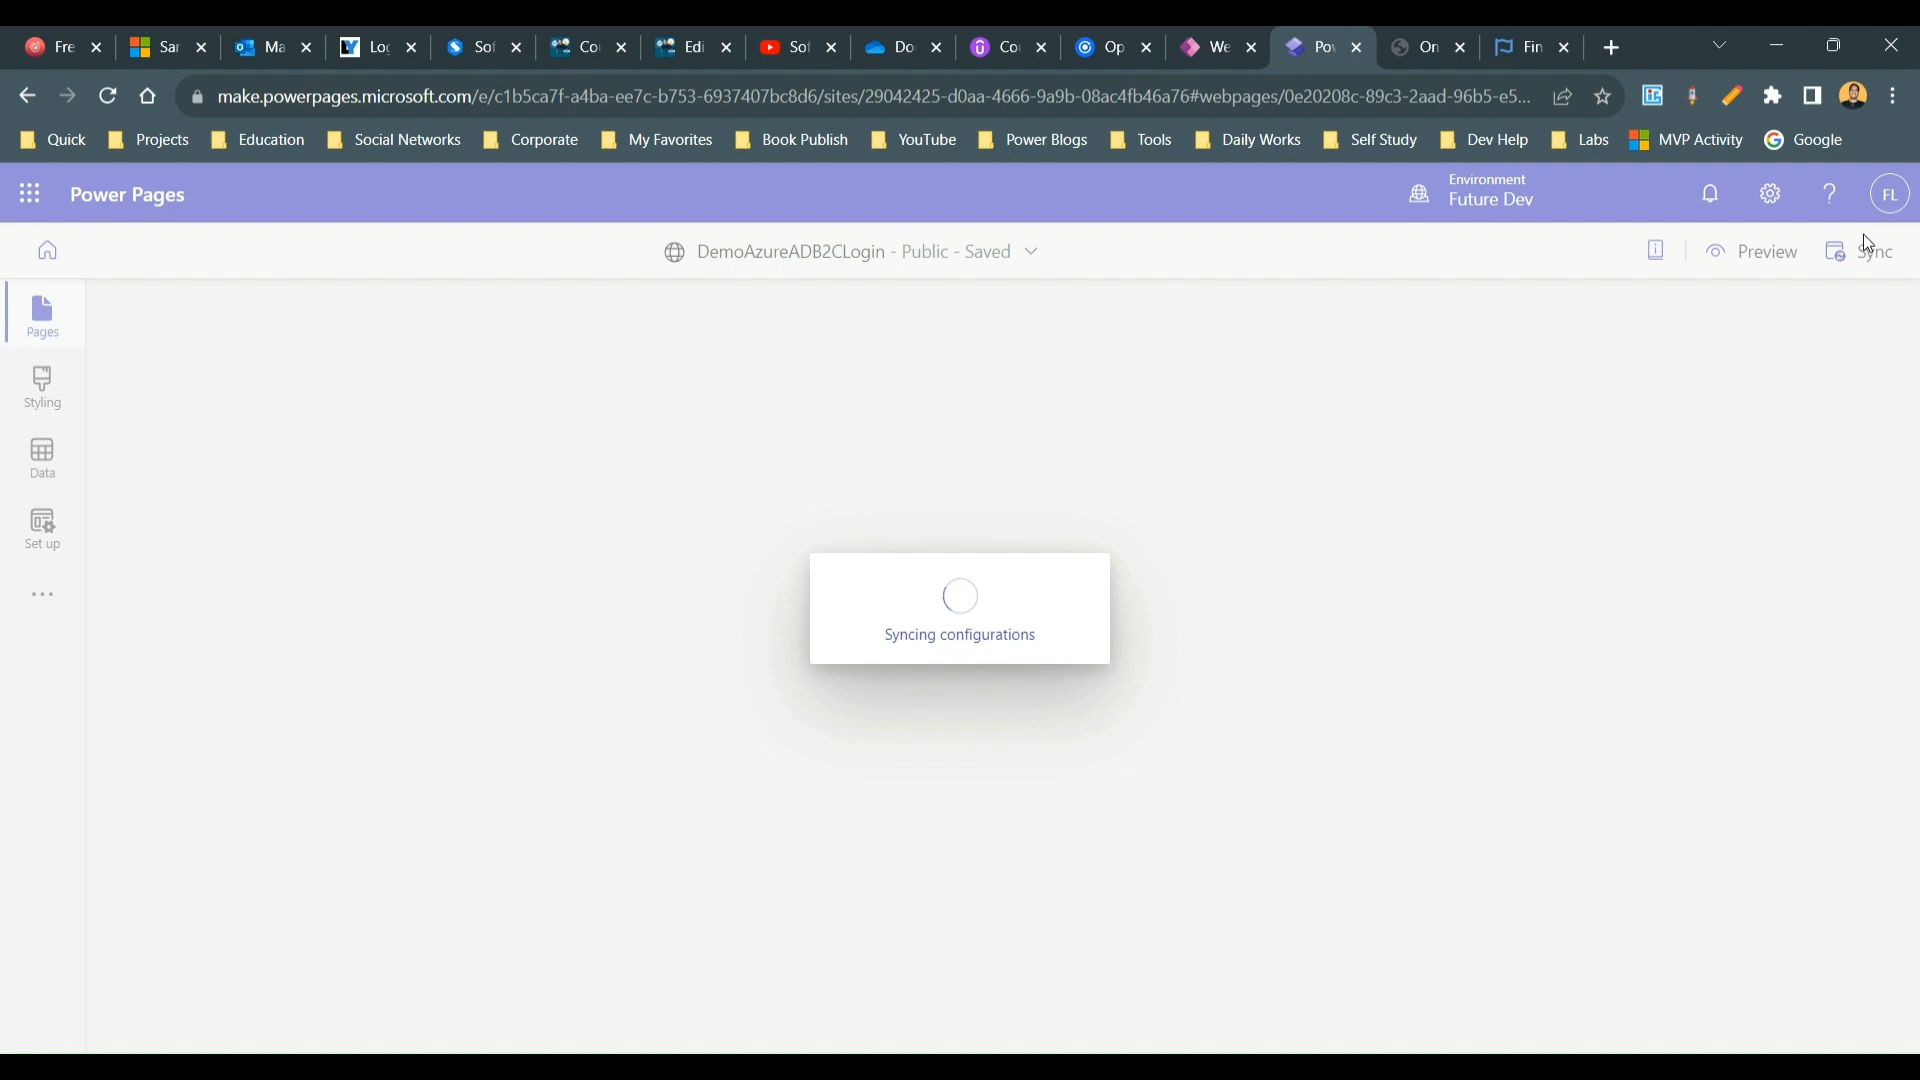 Fre Sar Ma Log Sof Co Edi Sof Do Co Op We Po On Fin
make.powerpages.microsoft.com/e/c1b5ca7f-a4ba-ee7c-b753-6937407bc8d6/sites/29042425-d0aa-4666-9a9b-08ac4fb46a76#webpages/0e20208c-89c3-2aad-96b5-e5...
Quick Projects Education Social Networks Corporate My Favorites Book Publish YouTube Power Blogs Tools Daily Works Self Study Dev Help Labs MVP Activity Google
Power Pages
Environment
Future Dev
FL
DemoAzureADB2CLogin - Public - Saved
Preview
Sync
Pages
Styling
Data
Set up
Syncing configurations